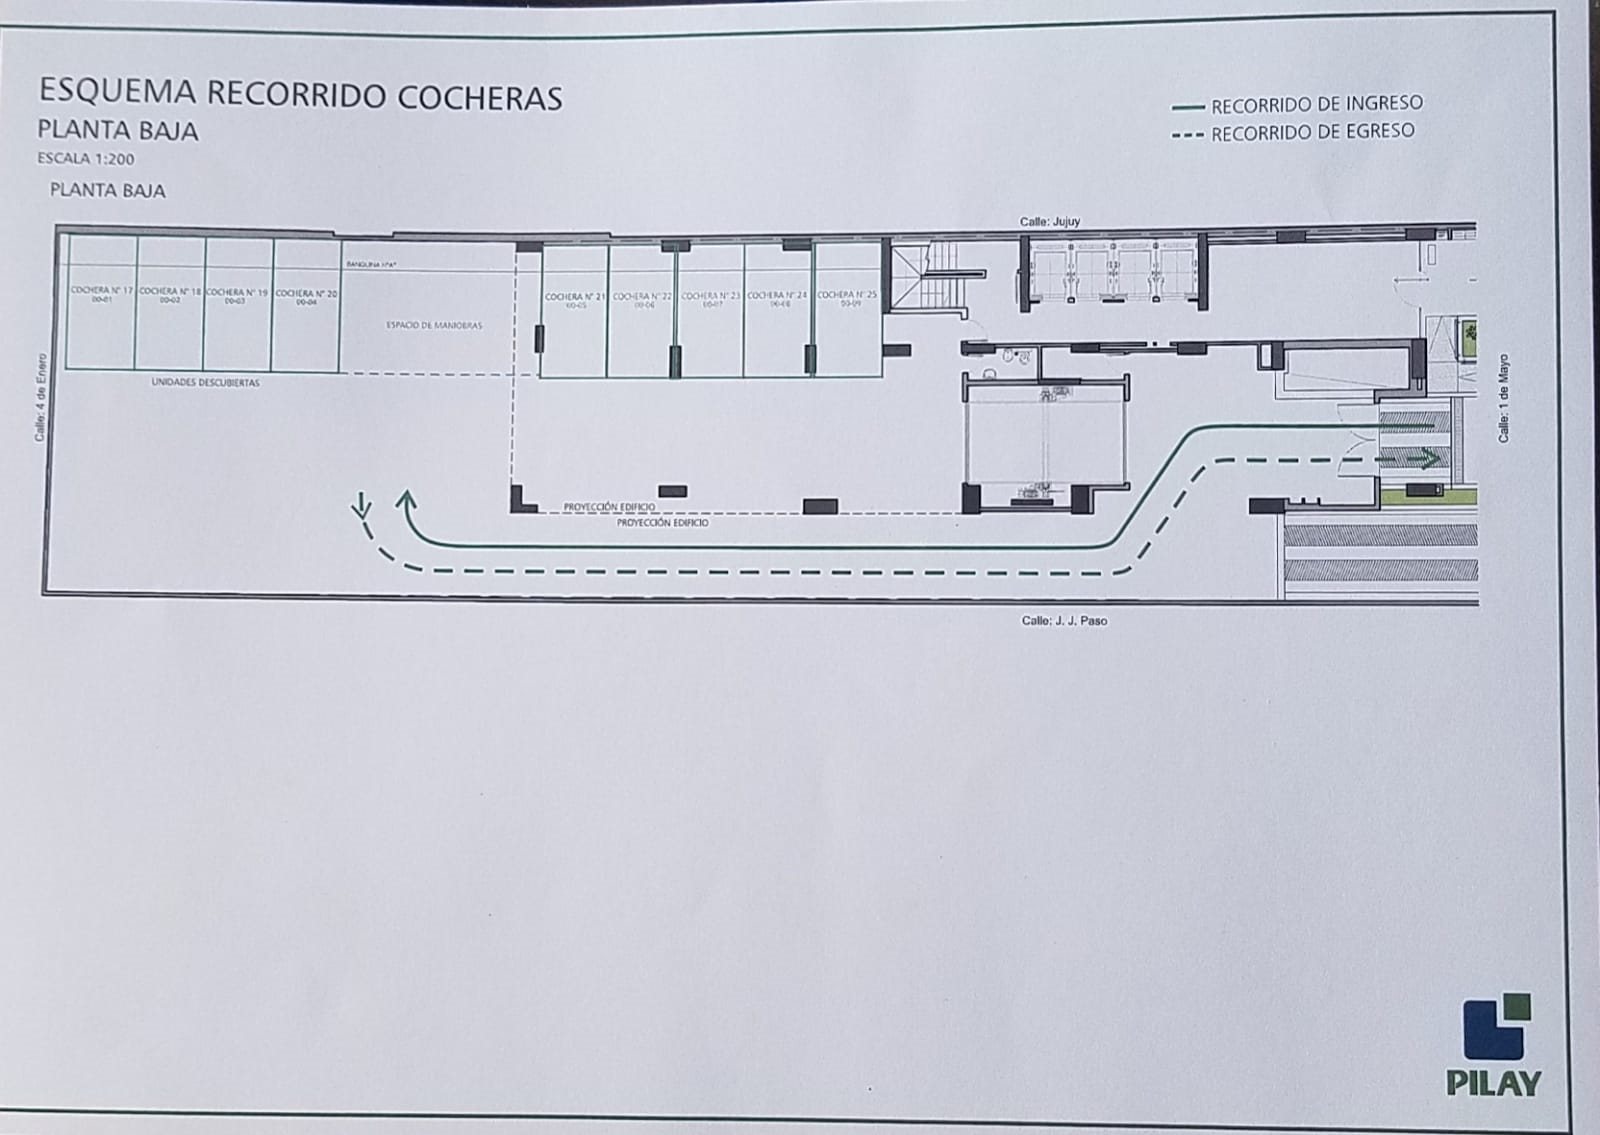 ESQUEMA RECORRIDO COCHERAS
PLANTA BAJA
ESCALA 1:200
PLANTA BAJA
RECORRIDO DE INGRESO
RECORRIDO DE EGRESO
Calle: Jujuy
COCHERA N° 17
00-01
COCHERA N° 18
00-02
COCHERA N° 19
00-03
COCHERA N° 20
00-04
ESPACIO DE MANIOBRAS
COCHERA N° 21
00-05
COCHERA N° 22
00-06
COCHERA N° 23
00-07
COCHERA N° 24
00-08
COCHERA N° 25
00-09
UNIDADES DESCUBIERTAS
Calle: 4 de Enero
Calle: 1 de Mayo
PROYECCIÓN EDIFICIO
PROYECCIÓN EDIFICIO
Calle: J. J. Paso
PILAY